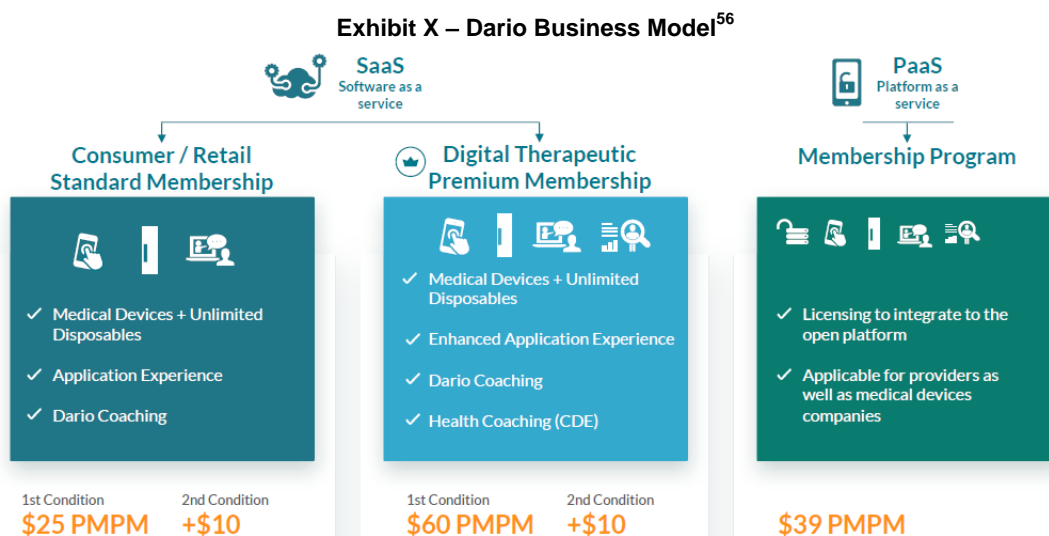 Exhibit X – Dario Business Model56
SaaS
Software as a
service
PaaS
Platform as a
service
Consumer / Retail
Standard Membership
Medical Devices + Unlimited
Disposables
Application Experience
Dario Coaching
1st Condition
2nd Condition
$25 PMPM
+$10
Digital Therapeutic
Premium Membership
Medical Devices + Unlimited
Disposables
Enhanced Application Experience
Dario Coaching
Health Coaching (CDE)
1st Condition
2nd Condition
$60 PMPM
+$10
Membership Program
Licensing to integrate to the
open platform
Applicable for providers as
well as medical devices
companies
$39 PMPM